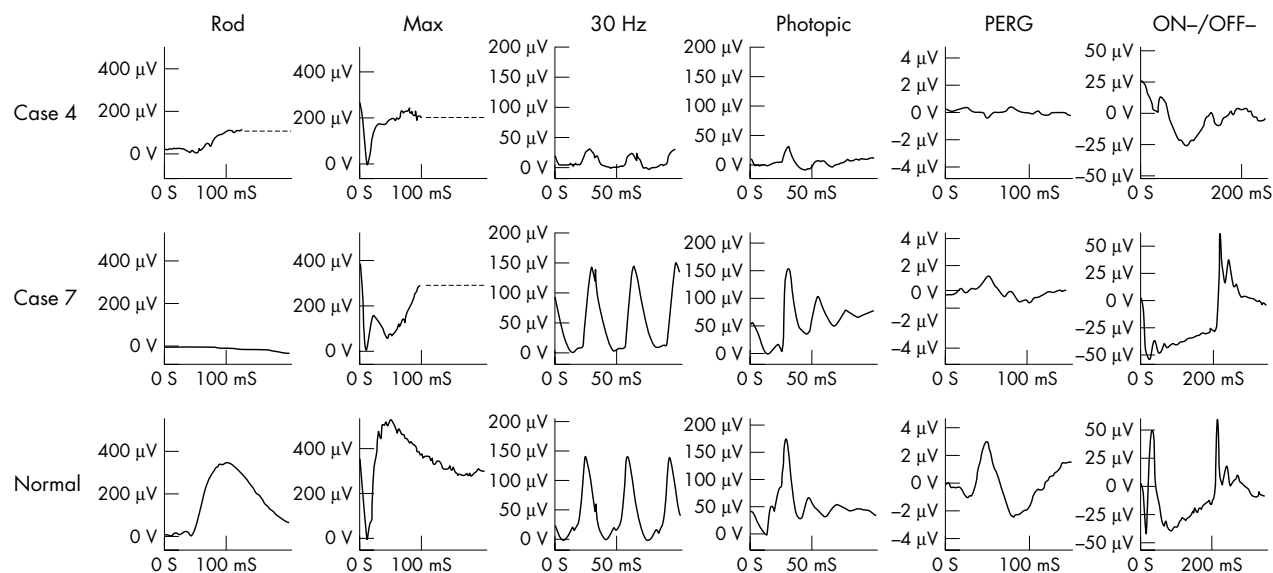 Rod Max 30 Hz Photopic PERG ON–/OFF–
Case 4
400 µV 200 µV 0 V 0 S 100 mS
400 µV 200 µV 0 V 0 S 100 mS
200 µV 150 µV 100 µV 50 µV 0 V 0 S 50 mS
200 µV 150 µV 100 µV 50 µV 0 V 0 S 50 mS
4 µV 2 µV 0 V –2 µV –4 µV 0 S 100 mS
50 µV 25 µV 0 V –25 µV –50 µV 0 S 200 mS
Case 7
400 µV 200 µV 0 V 0 S 100 mS
400 µV 200 µV 0 V 0 S 100 mS
200 µV 150 µV 100 µV 50 µV 0 V 0 S 50 mS
200 µV 150 µV 100 µV 50 µV 0 V 0 S 50 mS
4 µV 2 µV 0 V –2 µV –4 µV 0 S 100 mS
50 µV 25 µV 0 V –25 µV –50 µV 0 S 200 mS
Normal
400 µV 200 µV 0 V 0 S 100 mS
400 µV 200 µV 0 V 0 S 100 mS
200 µV 150 µV 100 µV 50 µV 0 V 0 S 50 mS
200 µV 150 µV 100 µV 50 µV 0 V 0 S 50 mS
4 µV 2 µV 0 V –2 µV –4 µV 0 S 100 mS
50 µV 25 µV 0 V –25 µV –50 µV 0 S 200 mS